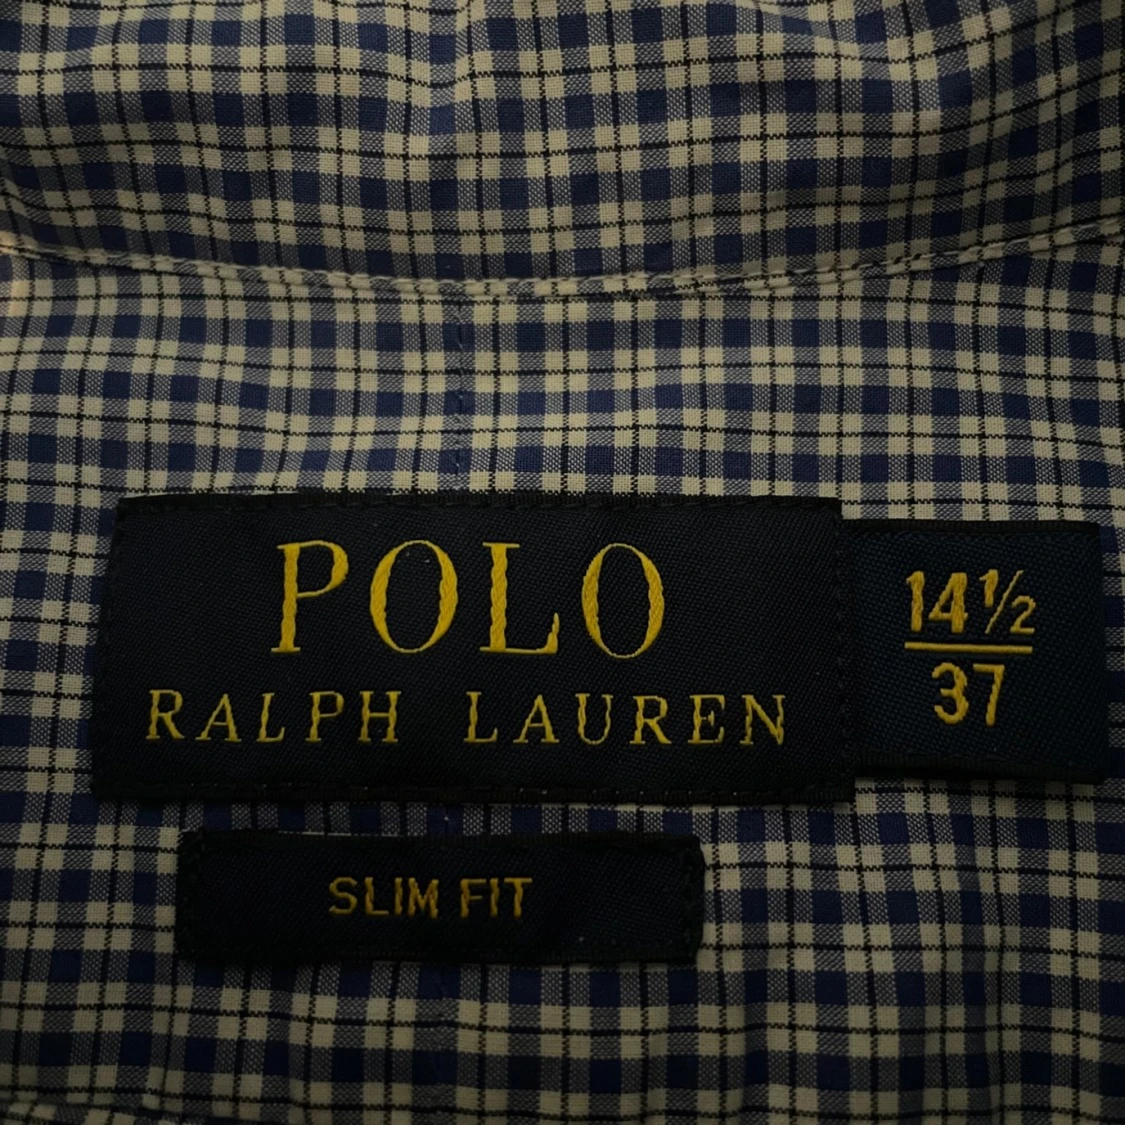 POLO
RALPH LAUREN
14½
37
SLIM FIT